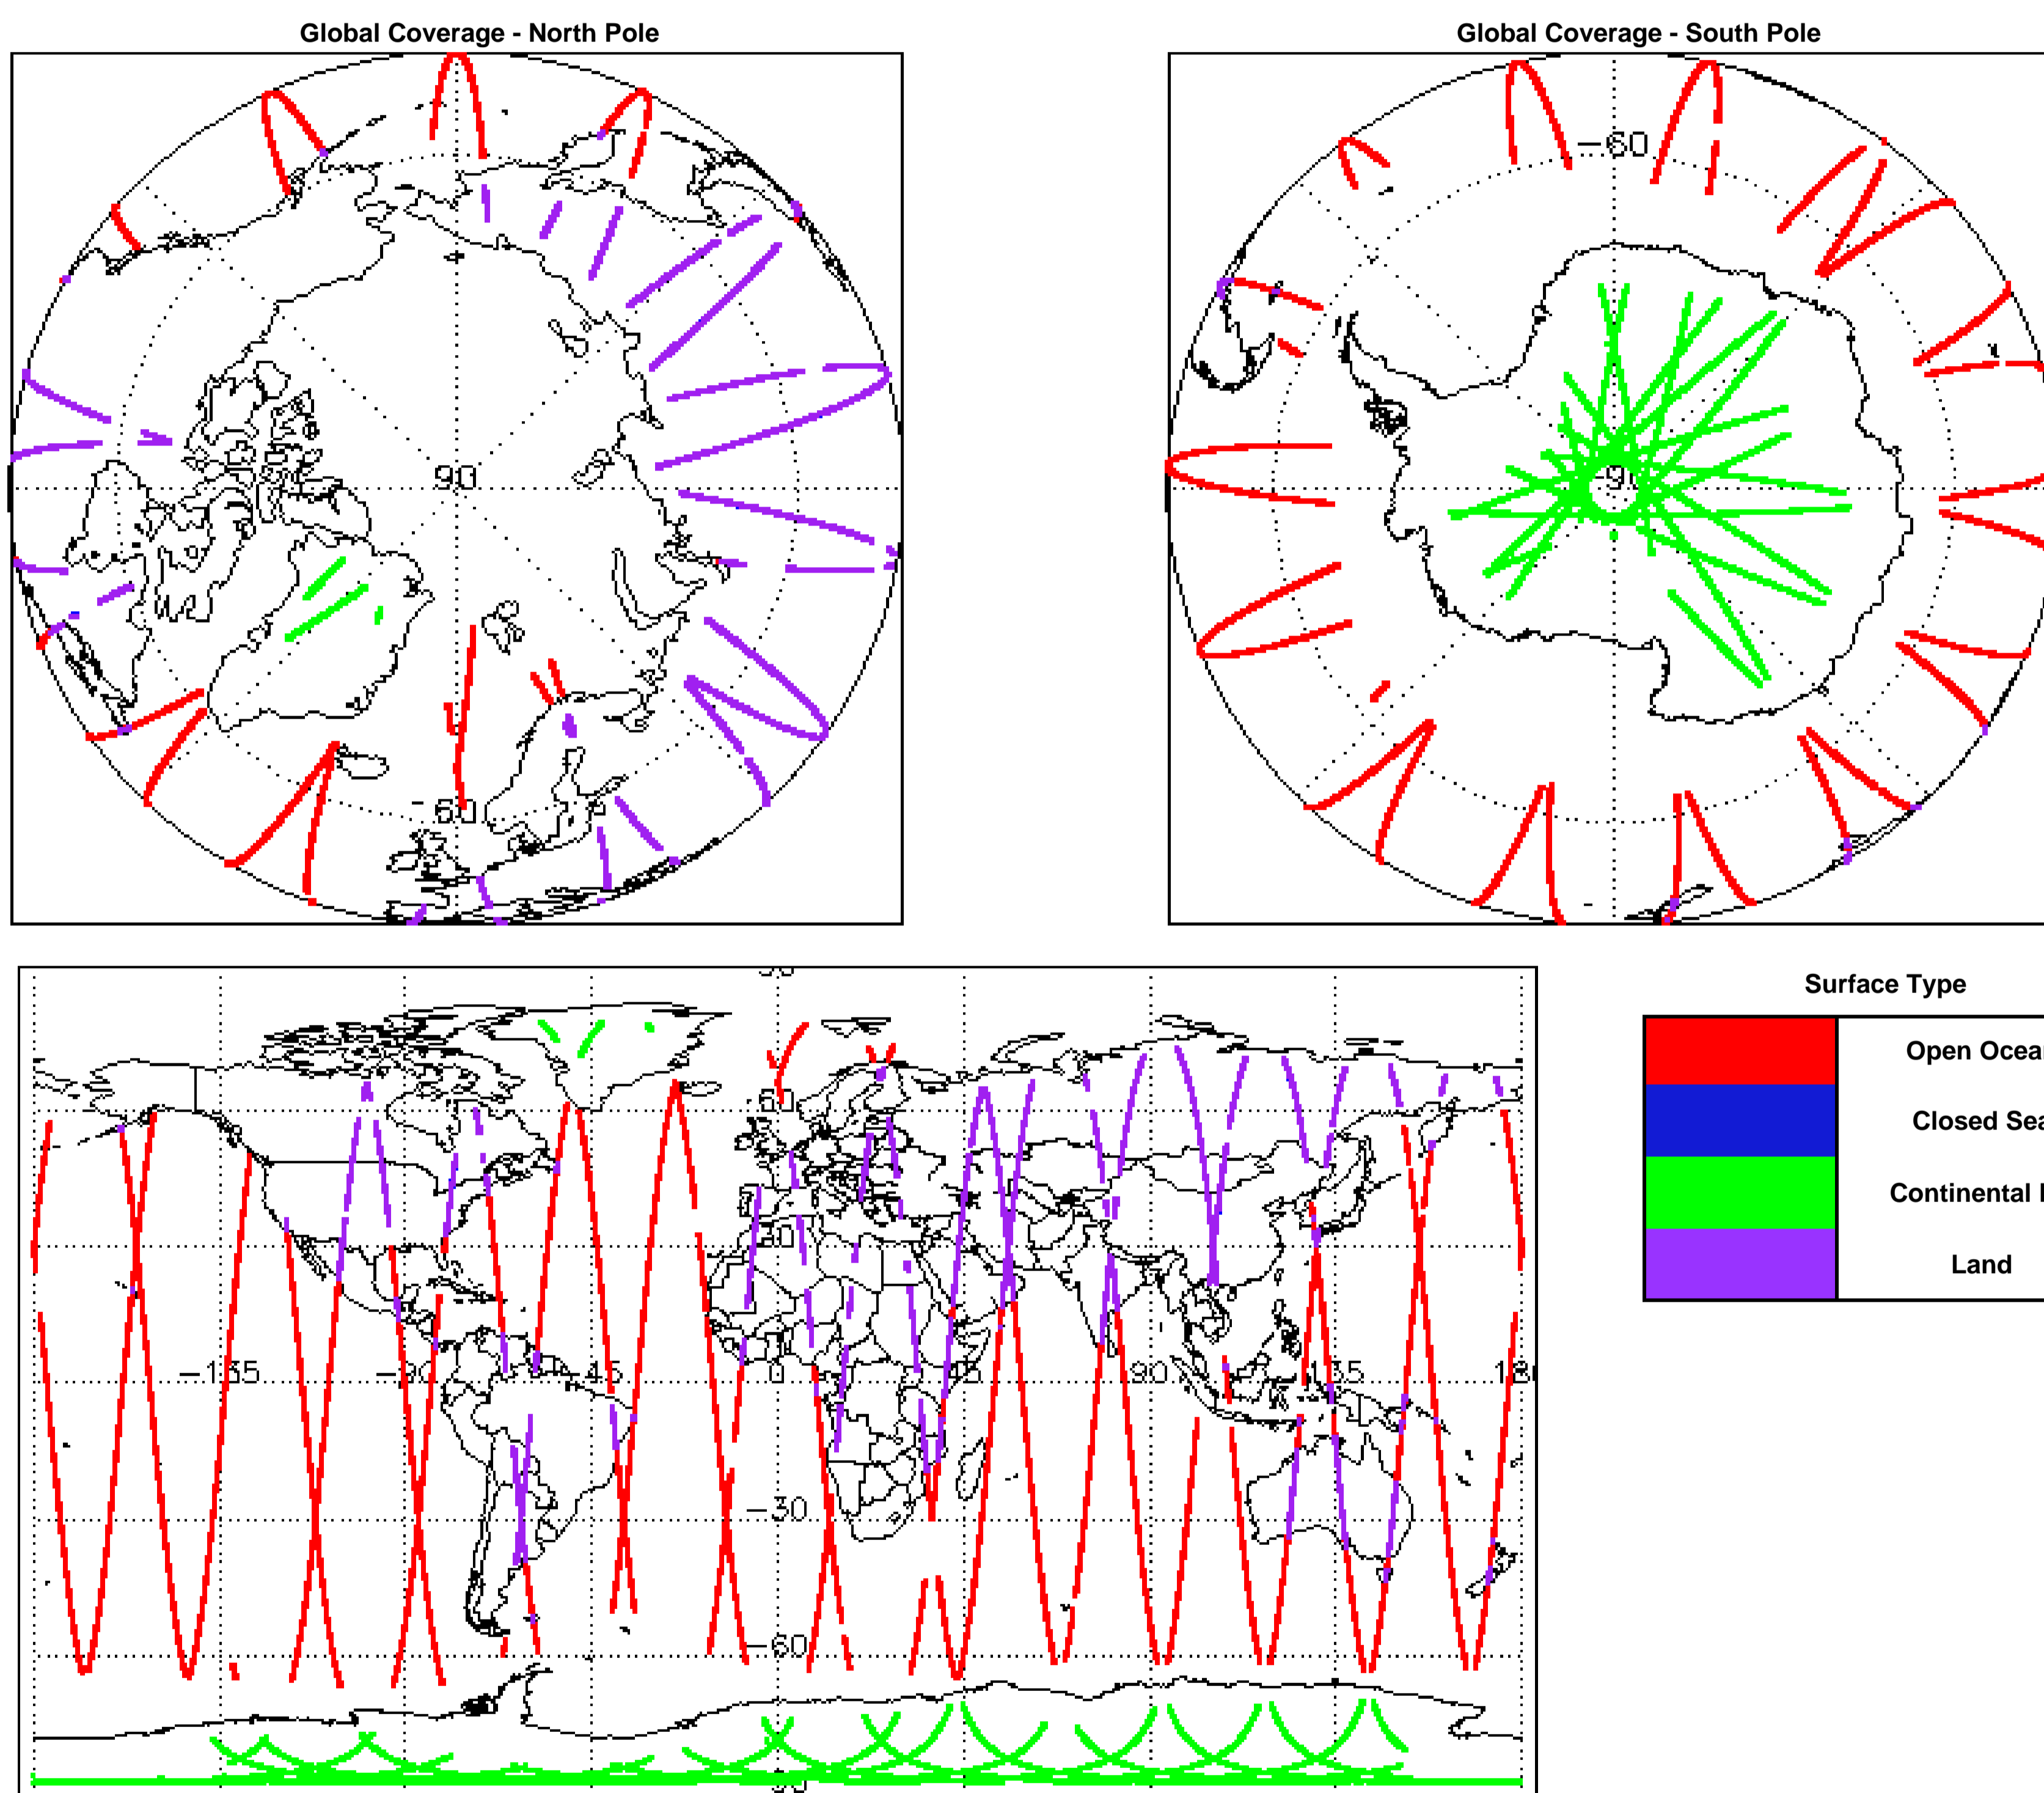 Global Coverage - North Pole
Global Coverage - South Pole
90
60
-60
Surface Type
Open Ocea
Closed Sea
Continental
Land
60
30
-135
-90
-45
0
45
90
135
-30
-60